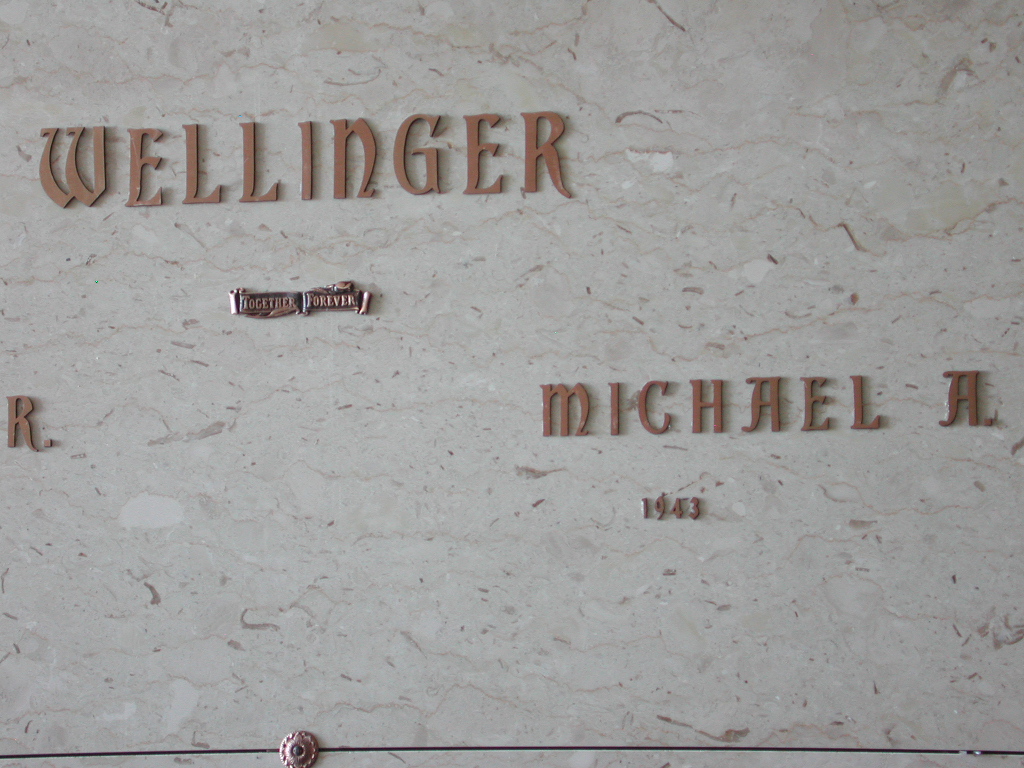 WELLINGER
TOGETHER FOREVER
R. MICHAEL A.
1943